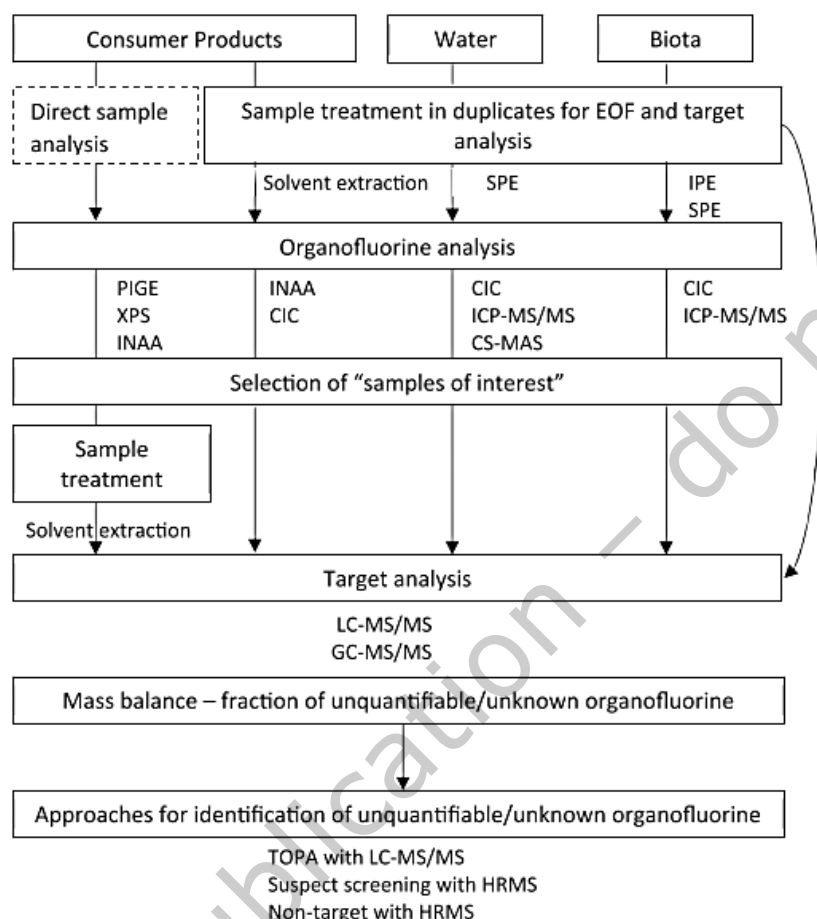 Consumer Products
Water
Biota
Direct sample
analysis
Sample treatment in duplicates for EOF and target
analysis
Solvent extraction
SPE
IPE
SPE
Organofluorine analysis
PIGE
XPS
INAA
INAA
CIC
CIC
ICP-MS/MS
CS-MAS
CIC
ICP-MS/MS
Selection of “samples of interest”
Sample
treatment
Solvent extraction
Target analysis
LC-MS/MS
GC-MS/MS
Mass balance – fraction of unquantifiable/unknown organofluorine
Approaches for identification of unquantifiable/unknown organofluorine
TOPA with LC-MS/MS
Suspect screening with HRMS
Non-target with HRMS
ublication – do